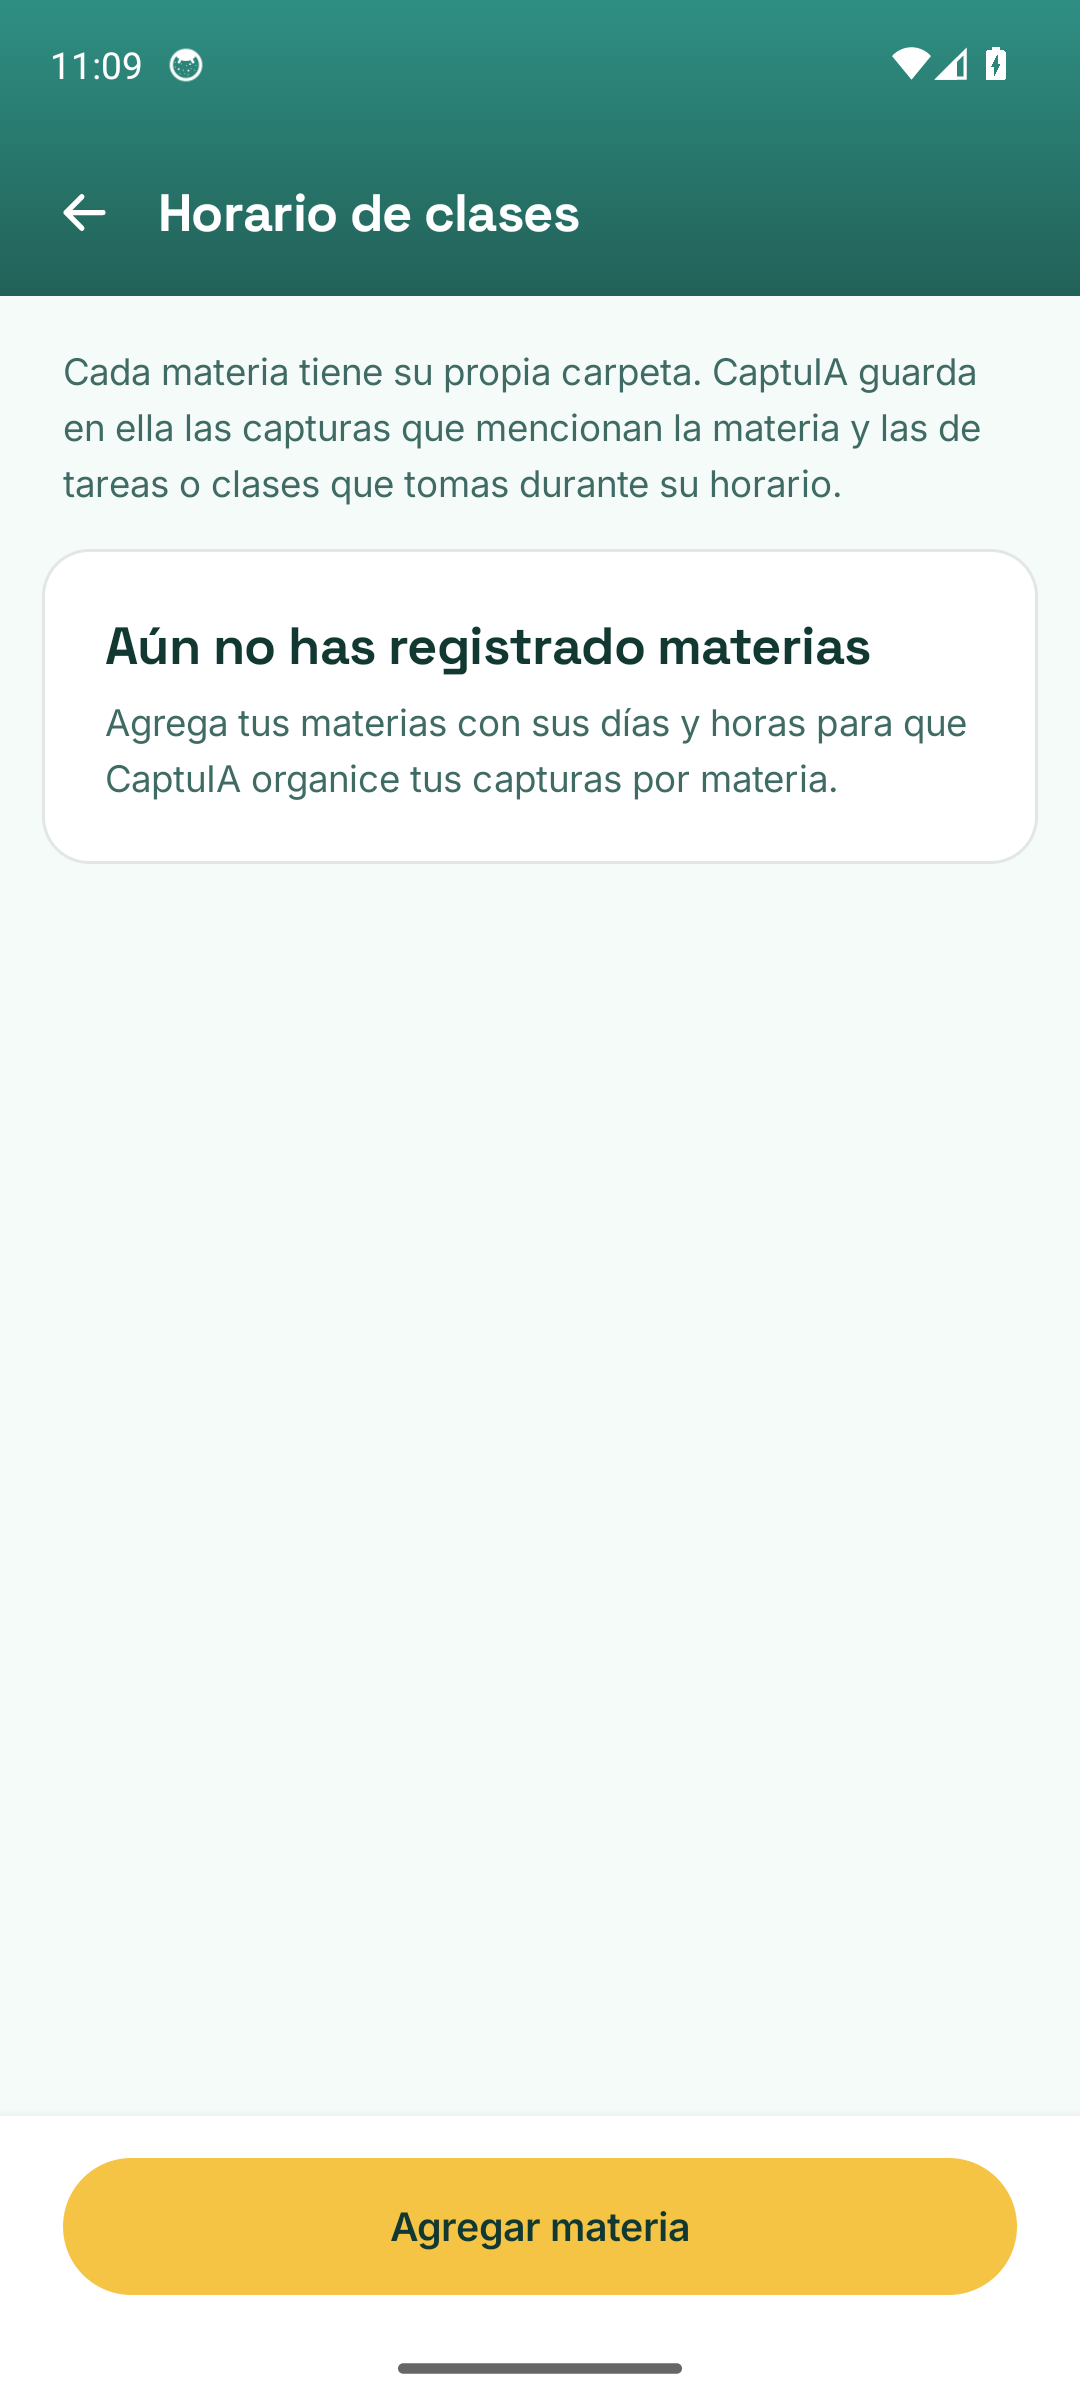 11:09
Horario de clases
Cada materia tiene su propia carpeta. CaptuIA guarda
en ella las capturas que mencionan la materia y las de
tareas o clases que tomas durante su horario.
Aún no has registrado materias
Agrega tus materias con sus días y horas para que
CaptuIA organice tus capturas por materia.
Agregar materia